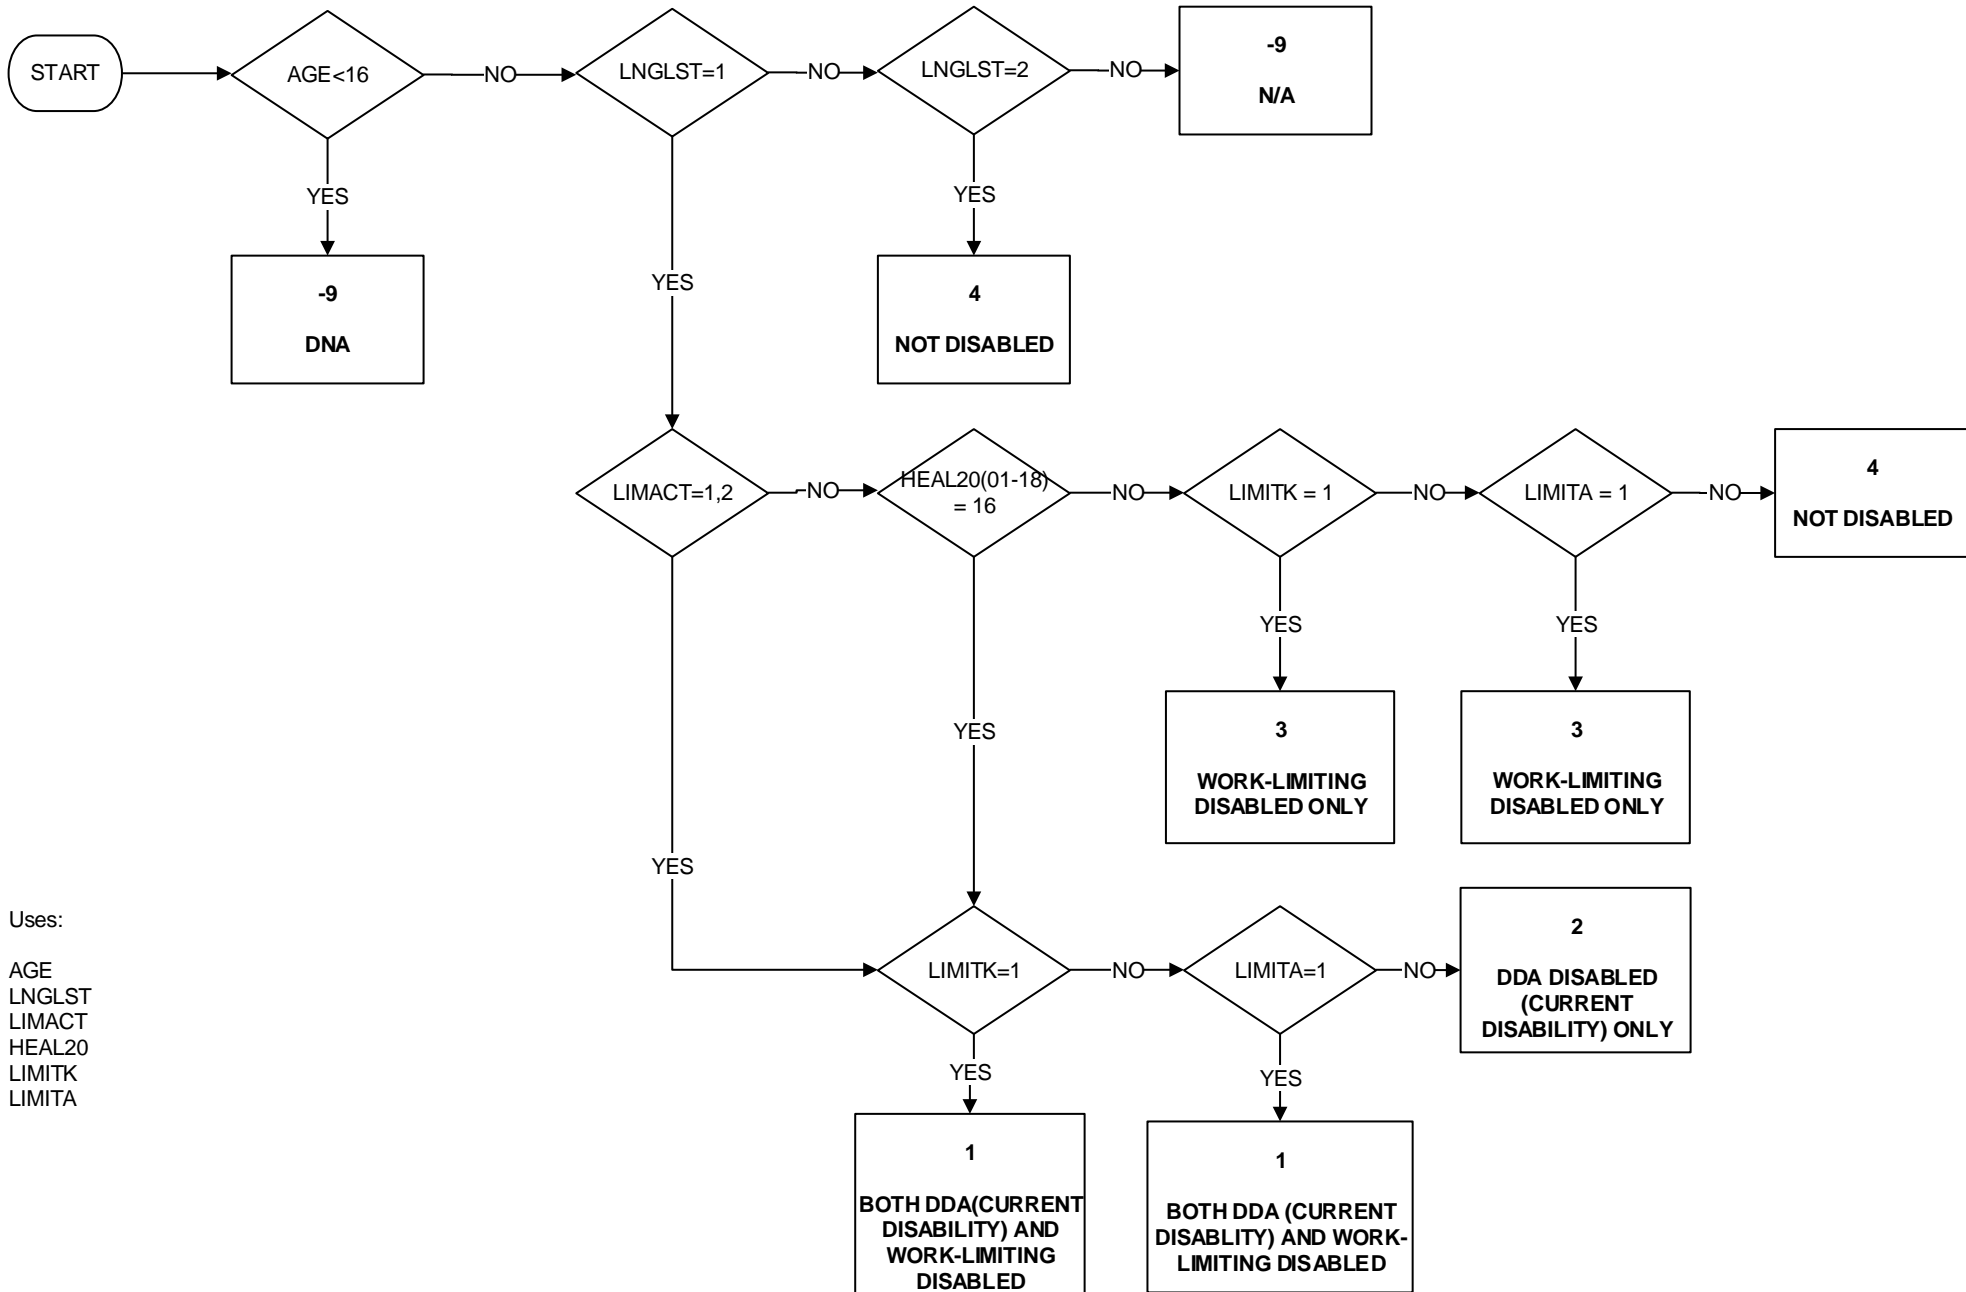 START
AGE<16
NO
LNGLST=1
NO
LNGLST=2
NO
-9
N/A
YES
YES
YES
-9
DNA
4
NOT DISABLED
LIMACT=1,2
NO
HEAL20(01-18)
= 16
NO
LIMITK = 1
NO
LIMITA = 1
NO
4
NOT DISABLED
YES
YES
YES
YES
3
WORK-LIMITING
DISABLED ONLY
3
WORK-LIMITING
DISABLED ONLY
Uses:
AGE
LNGLST
LIMACT
HEAL20
LIMITK
LIMITA
LIMITK=1
NO
LIMITA=1
NO
2
DDA DISABLED
(CURRENT
DISABILITY) ONLY
YES
YES
1
BOTH DDA(CURRENT
DISABILITY) AND
WORK-LIMITING
DISABLED
1
BOTH DDA (CURRENT
DISABLITY) AND WORK-
LIMITING DISABLED